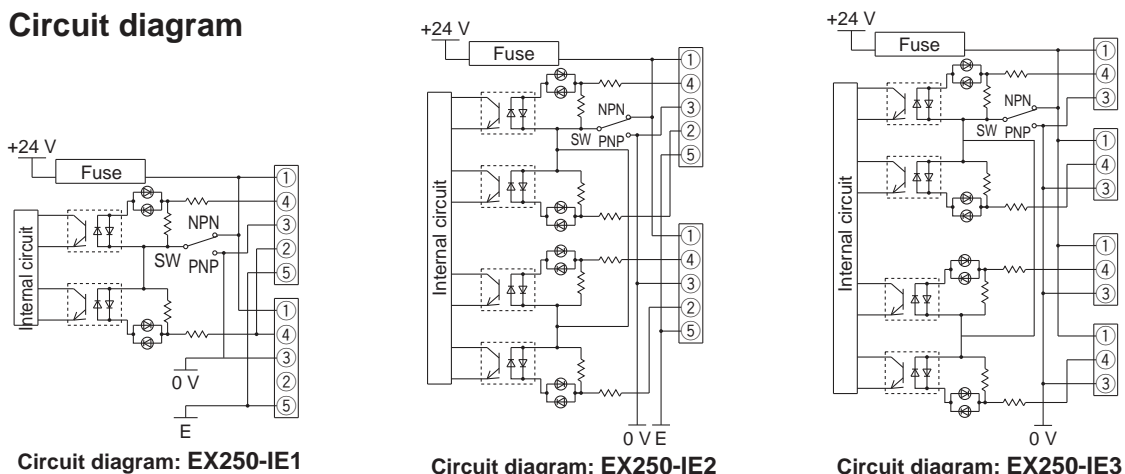 Circuit diagram
+24 V
Fuse
①
④
③
②
⑤
①
④
③
②
⑤
NPN
SW PNP
Internal circuit
0 V
E
Circuit diagram: EX250-IE1
+24 V
Fuse
①
④
③
②
⑤
①
④
③
②
⑤
NPN
SW PNP
Internal circuit
0 V E
Circuit diagram: EX250-IE2
+24 V
Fuse
①
④
③
①
④
③
①
④
③
①
④
③
NPN
SW PNP
Internal circuit
0 V
Circuit diagram: EX250-IE3